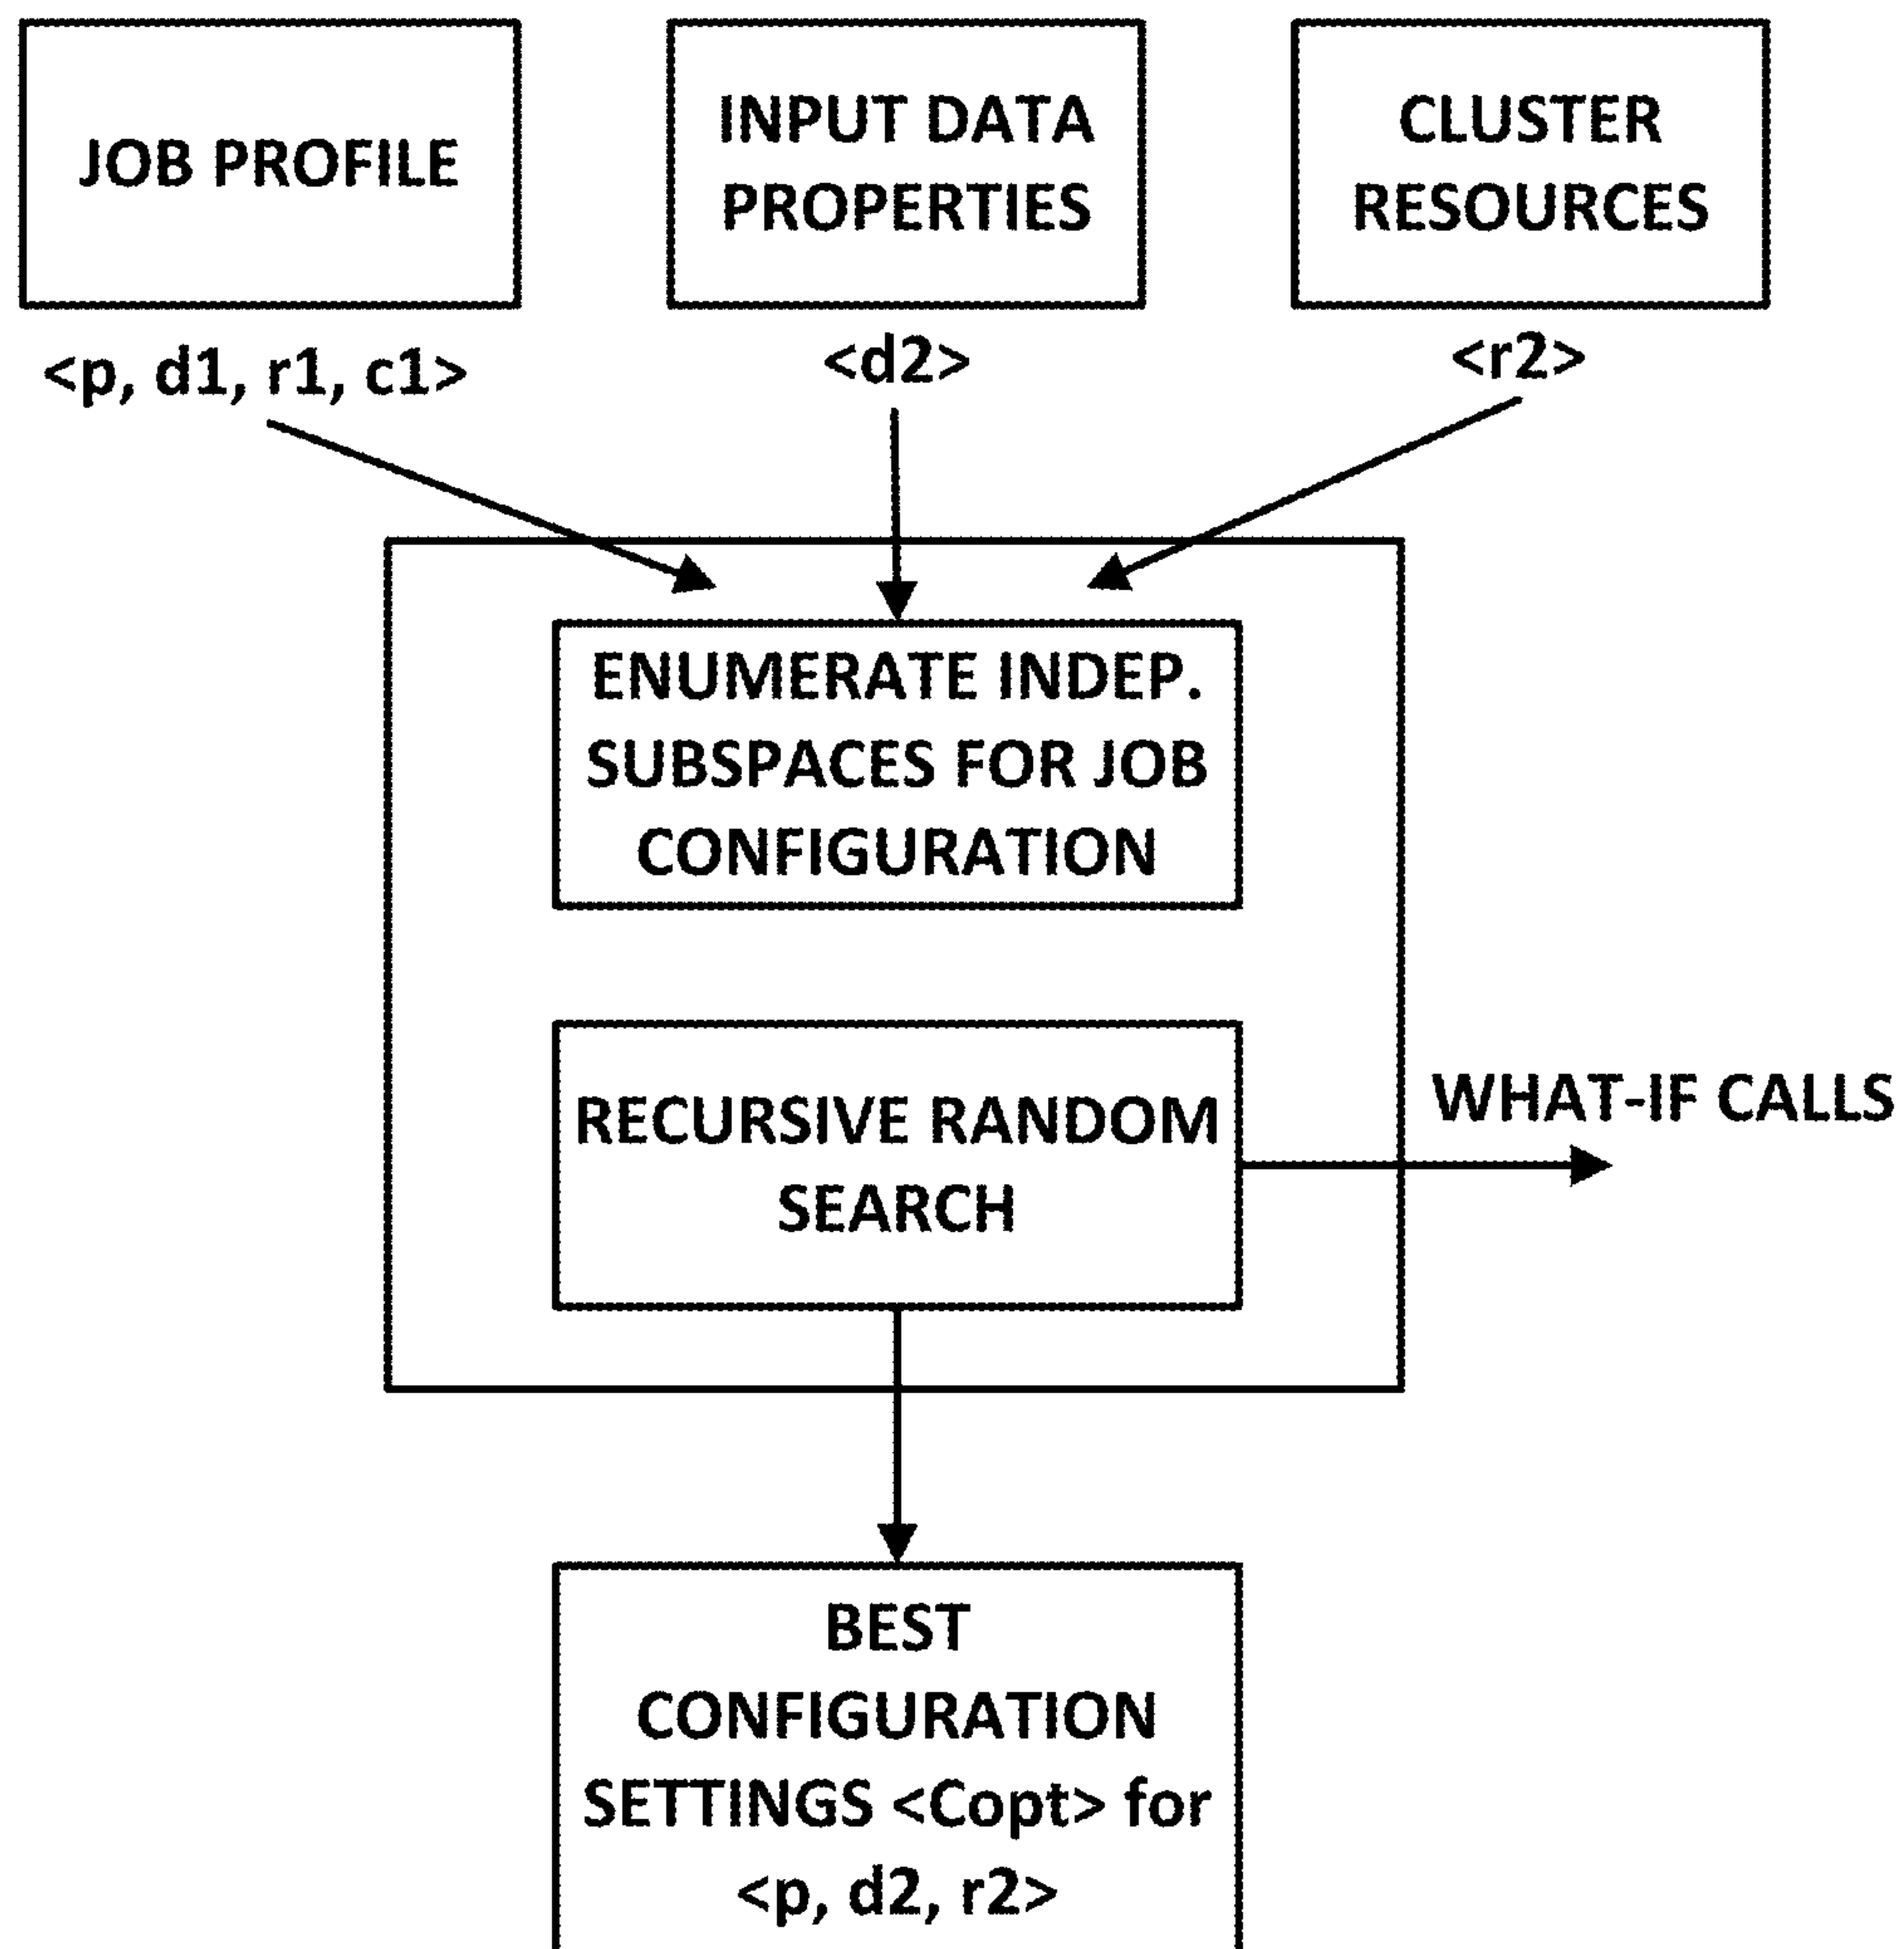 JOB PROFILE
INPUT DATA
PROPERTIES
CLUSTER
RESOURCES
<p, d1, r1, c1>
<d2>
<r2>
ENUMERATE INDEP.
SUBSPACES FOR JOB
CONFIGURATION
RECURSIVE RANDOM
SEARCH
WHAT-IF CALLS
BEST
CONFIGURATION
SETTINGS <Copt> for
<p, d2, r2>